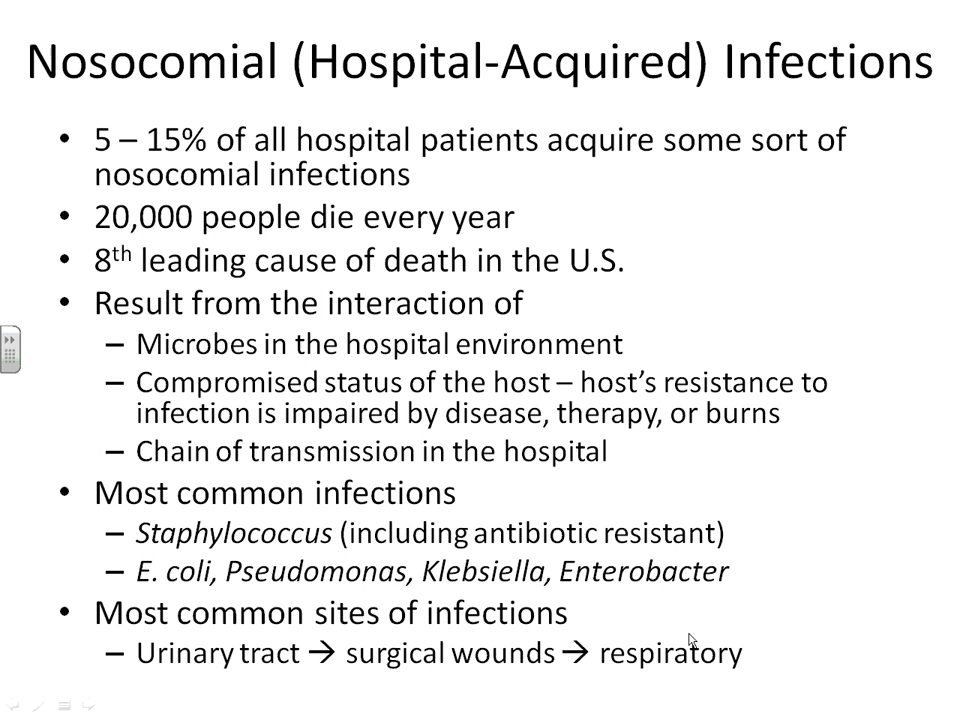 Nosocomial (Hospital-Acquired) Infections
• 5 – 15% of all hospital patients acquire some sort of
nosocomial infections
• 20,000 people die every year
• 8th leading cause of death in the U.S.
• Result from the interaction of
– Microbes in the hospital environment
– Compromised status of the host – host's resistance to
infection is impaired by disease, therapy, or burns
– Chain of transmission in the hospital
• Most common infections
– Staphylococcus (including antibiotic resistant)
– E. coli, Pseudomonas, Klebsiella, Enterobacter
• Most common sites of infections
– Urinary tract → surgical wounds → respiratory